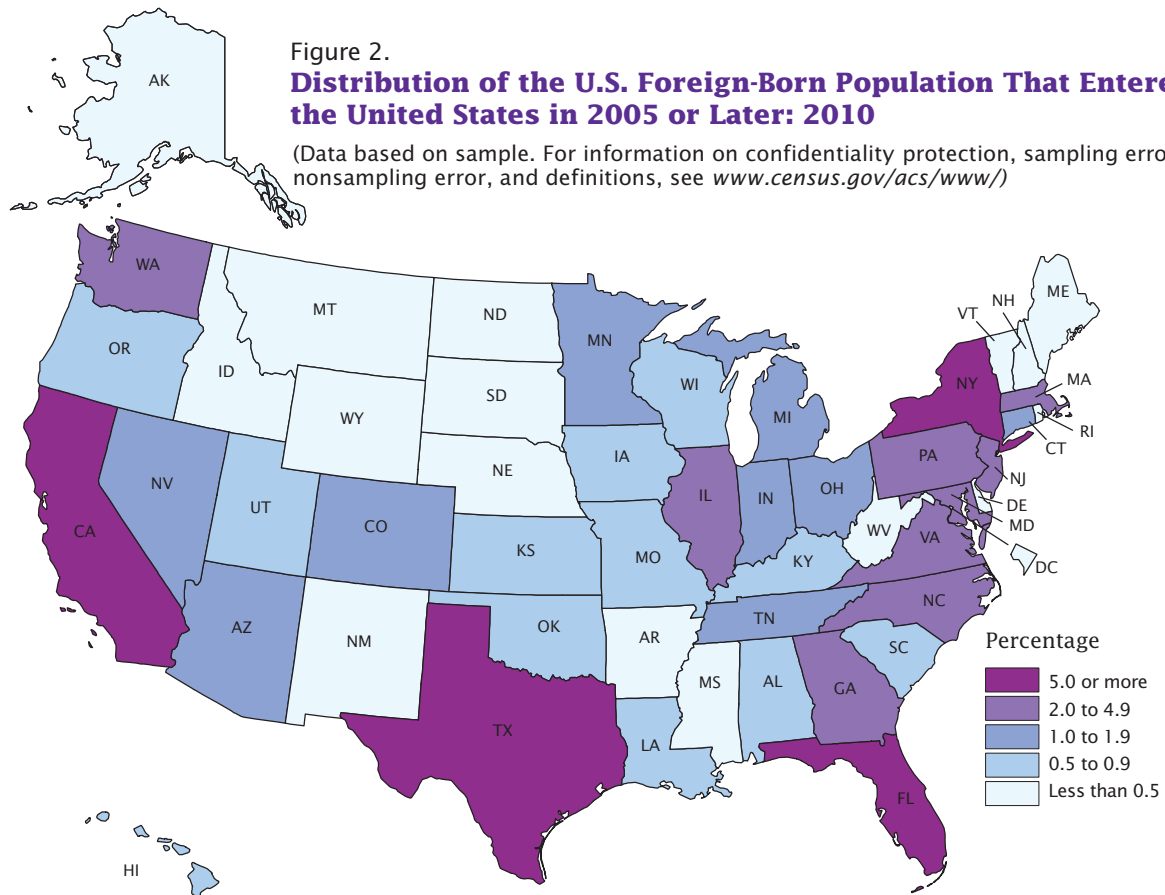 Figure 2.
Distribution of the U.S. Foreign-Born Population That Entere
the United States in 2005 or Later: 2010
(Data based on sample. For information on confidentiality protection, sampling erro
nonsampling error, and definitions, see www.census.gov/acs/www/)
AK
WA
MT
ND
MN
VT
NH
ME
OR
ID
SD
WI
NY
MA
WY
MI
RI
CT
NE
IA
PA
NJ
NV
UT
CO
IL
IN
OH
DE
MD
CA
KS
MO
KY
WV
VA
DC
AZ
NM
OK
AR
TN
NC
SC
MS
AL
GA
TX
LA
FL
HI
Percentage
5.0 or more
2.0 to 4.9
1.0 to 1.9
0.5 to 0.9
Less than 0.5